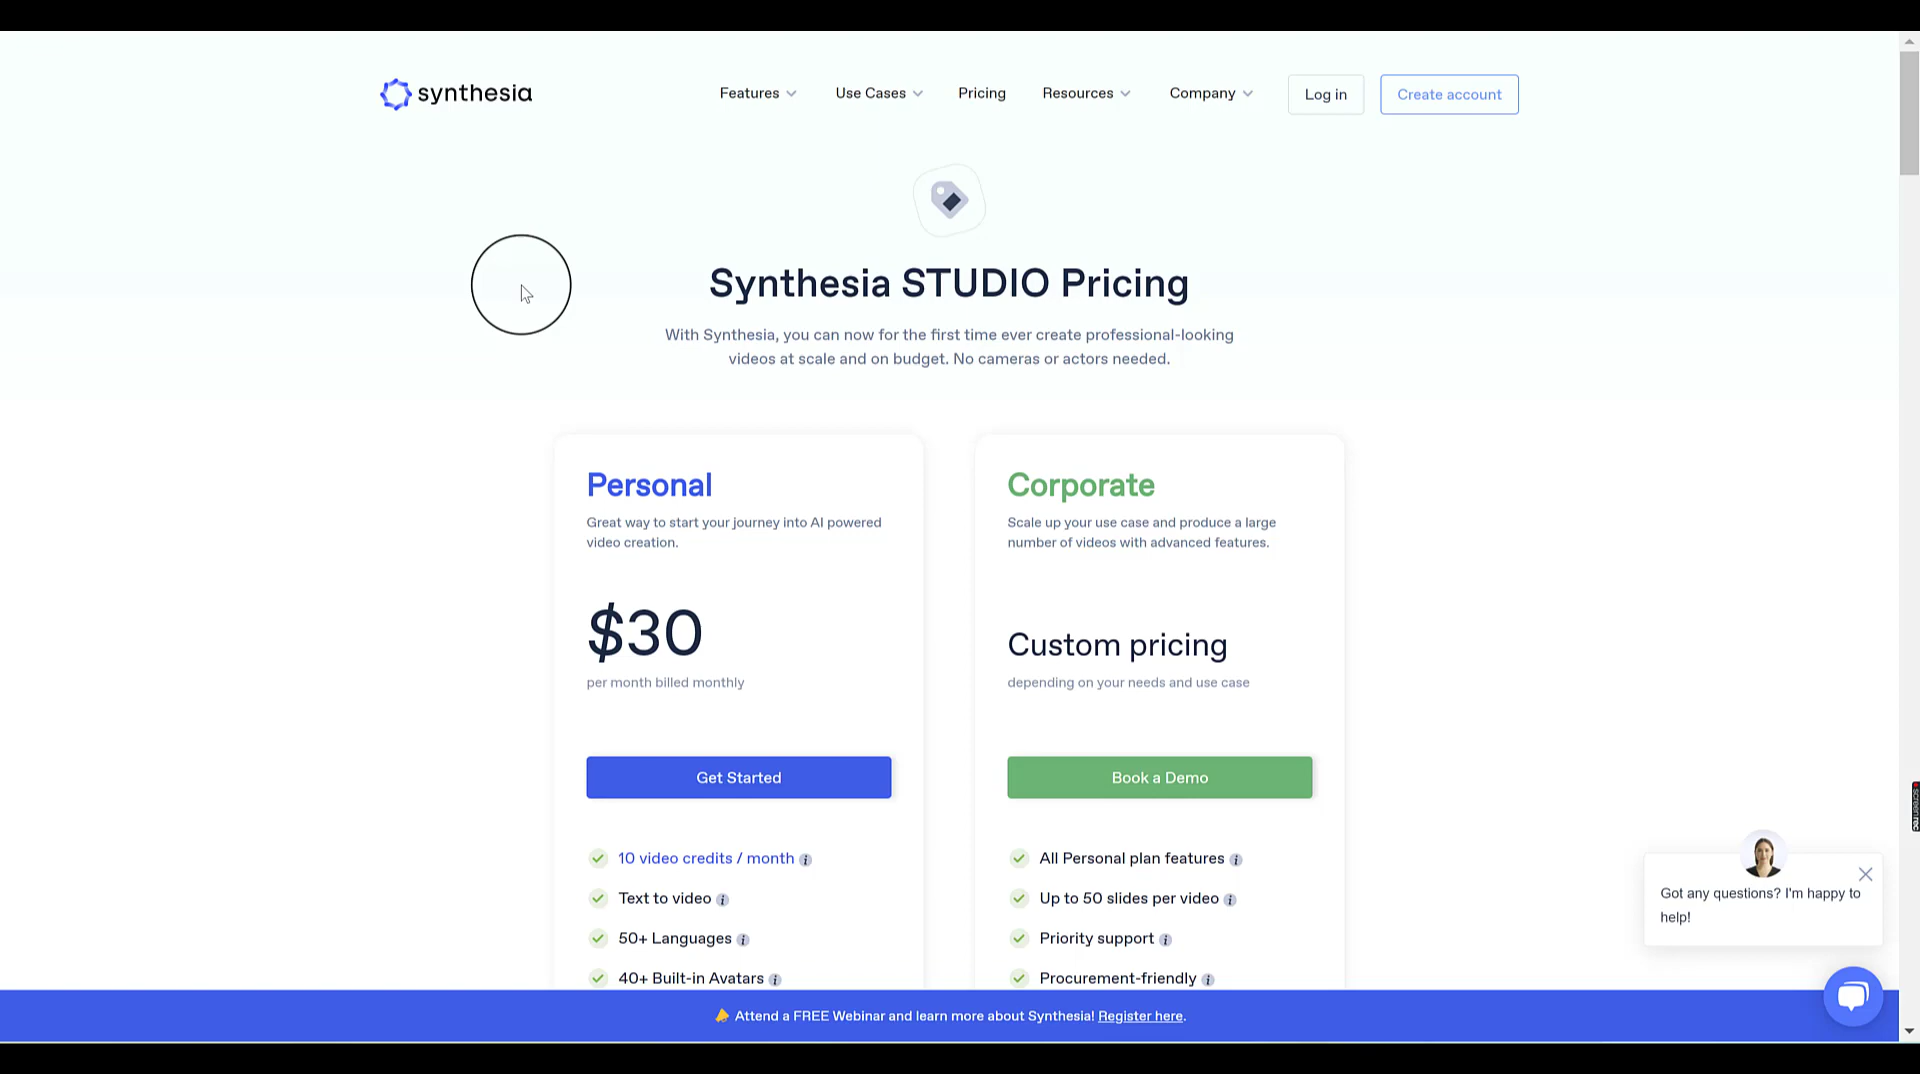 synthesia
Features
Use Cases
Pricing
Resources
Company
Log in
Create account
Synthesia STUDIO Pricing
With Synthesia, you can now for the first time ever create professional-looking
videos at scale and on budget. No cameras or actors needed.
Personal
Great way to start your journey into AI powered
video creation.
$30
per month billed monthly
Get Started
10 video credits / month
Text to video
50+ Languages
40+ Built-in Avatars
Corporate
Scale up your use case and produce a large
number of videos with advanced features.
Custom pricing
depending on your needs and use case
Book a Demo
All Personal plan features
Up to 50 slides per video
Priority support
Procurement-friendly
Got any questions? I'm happy to
help!
screenrec
Attend a FREE Webinar and learn more about Synthesia! Register here.